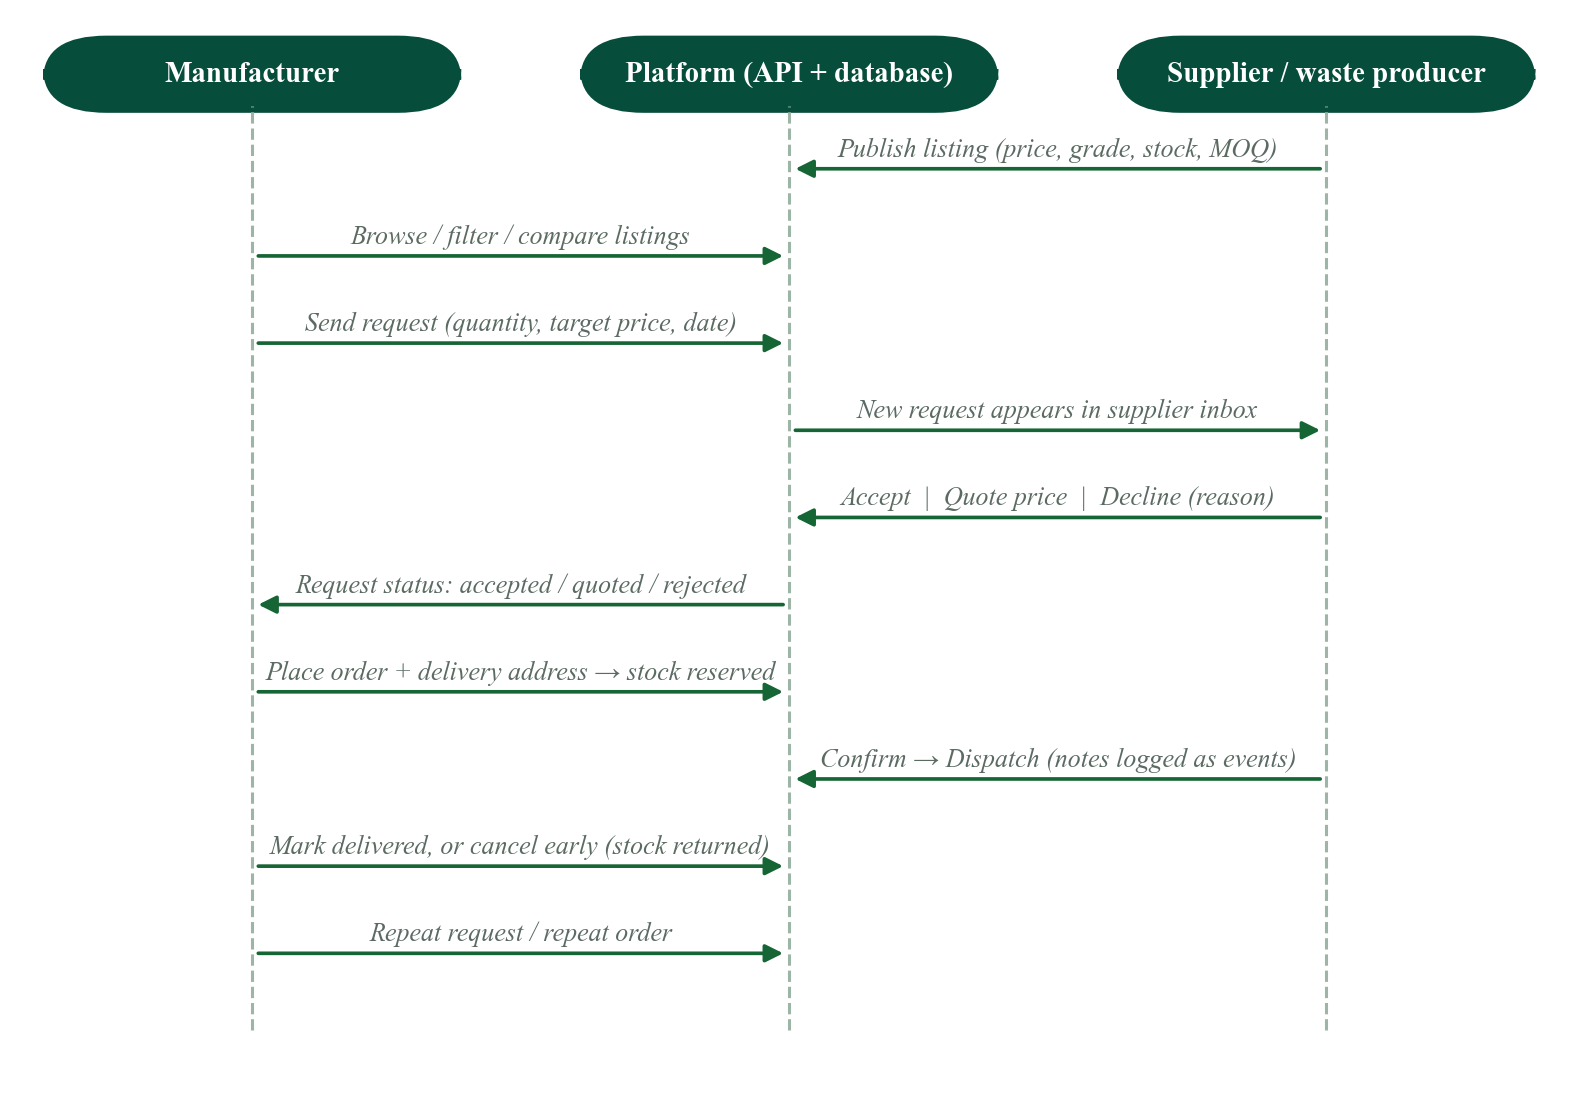 Manufacturer
Platform (API + database)
Supplier / waste producer
Publish listing (price, grade, stock, MOQ)
Browse / filter / compare listings
Send request (quantity, target price, date)
New request appears in supplier inbox
Accept | Quote price | Decline (reason)
Request status: accepted / quoted / rejected
Place order + delivery address → stock reserved
Confirm → Dispatch (notes logged as events)
Mark delivered, or cancel early (stock returned)
Repeat request / repeat order